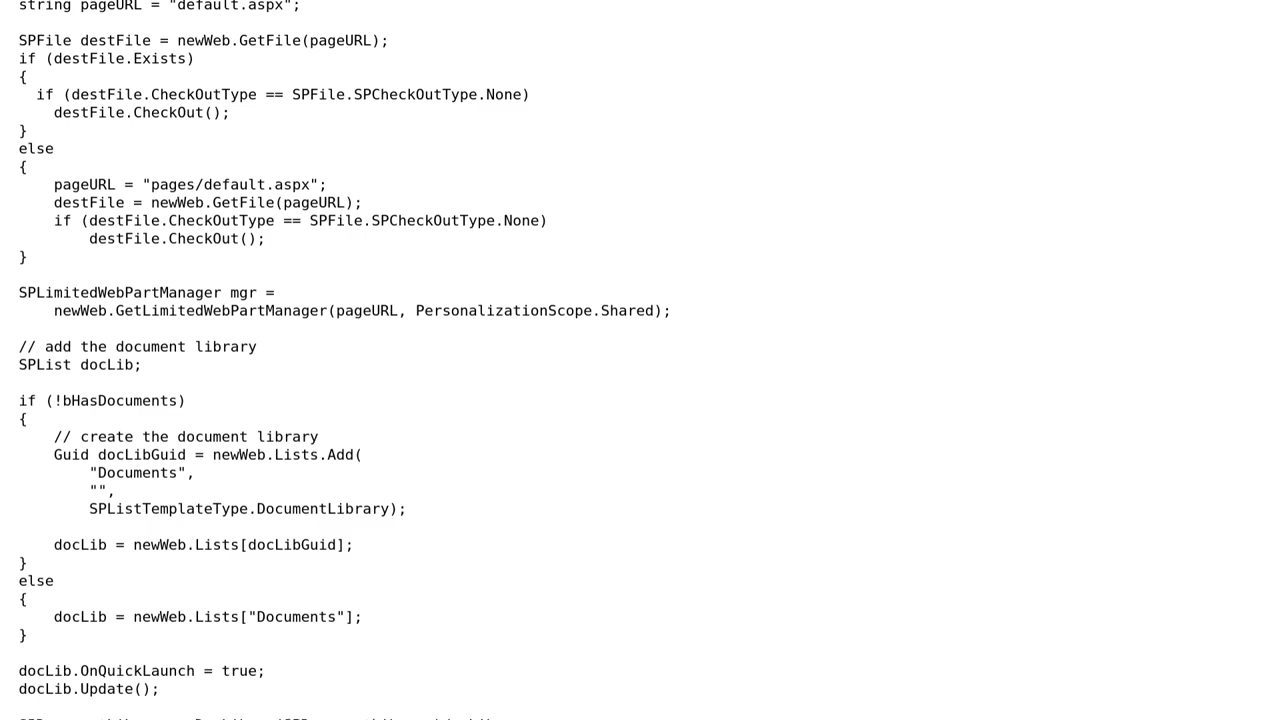 string pageURL = "default.aspx";

SPFile destFile = newWeb.GetFile(pageURL);
if (destFile.Exists)
{
  if (destFile.CheckOutType == SPFile.SPCheckOutType.None)
    destFile.CheckOut();
}
else
{
    pageURL = "pages/default.aspx";
    destFile = newWeb.GetFile(pageURL);
    if (destFile.CheckOutType == SPFile.SPCheckOutType.None)
        destFile.CheckOut();
}

SPLimitedWebPartManager mgr =
    newWeb.GetLimitedWebPartManager(pageURL, PersonalizationScope.Shared);

// add the document library
SPList docLib;

if (!bHasDocuments)
{
    // create the document library
    Guid docLibGuid = newWeb.Lists.Add(
        "Documents",
        "",
        SPListTemplateType.DocumentLibrary);

    docLib = newWeb.Lists[docLibGuid];
}
else
{
    docLib = newWeb.Lists["Documents"];
}

docLib.OnQuickLaunch = true;
docLib.Update();